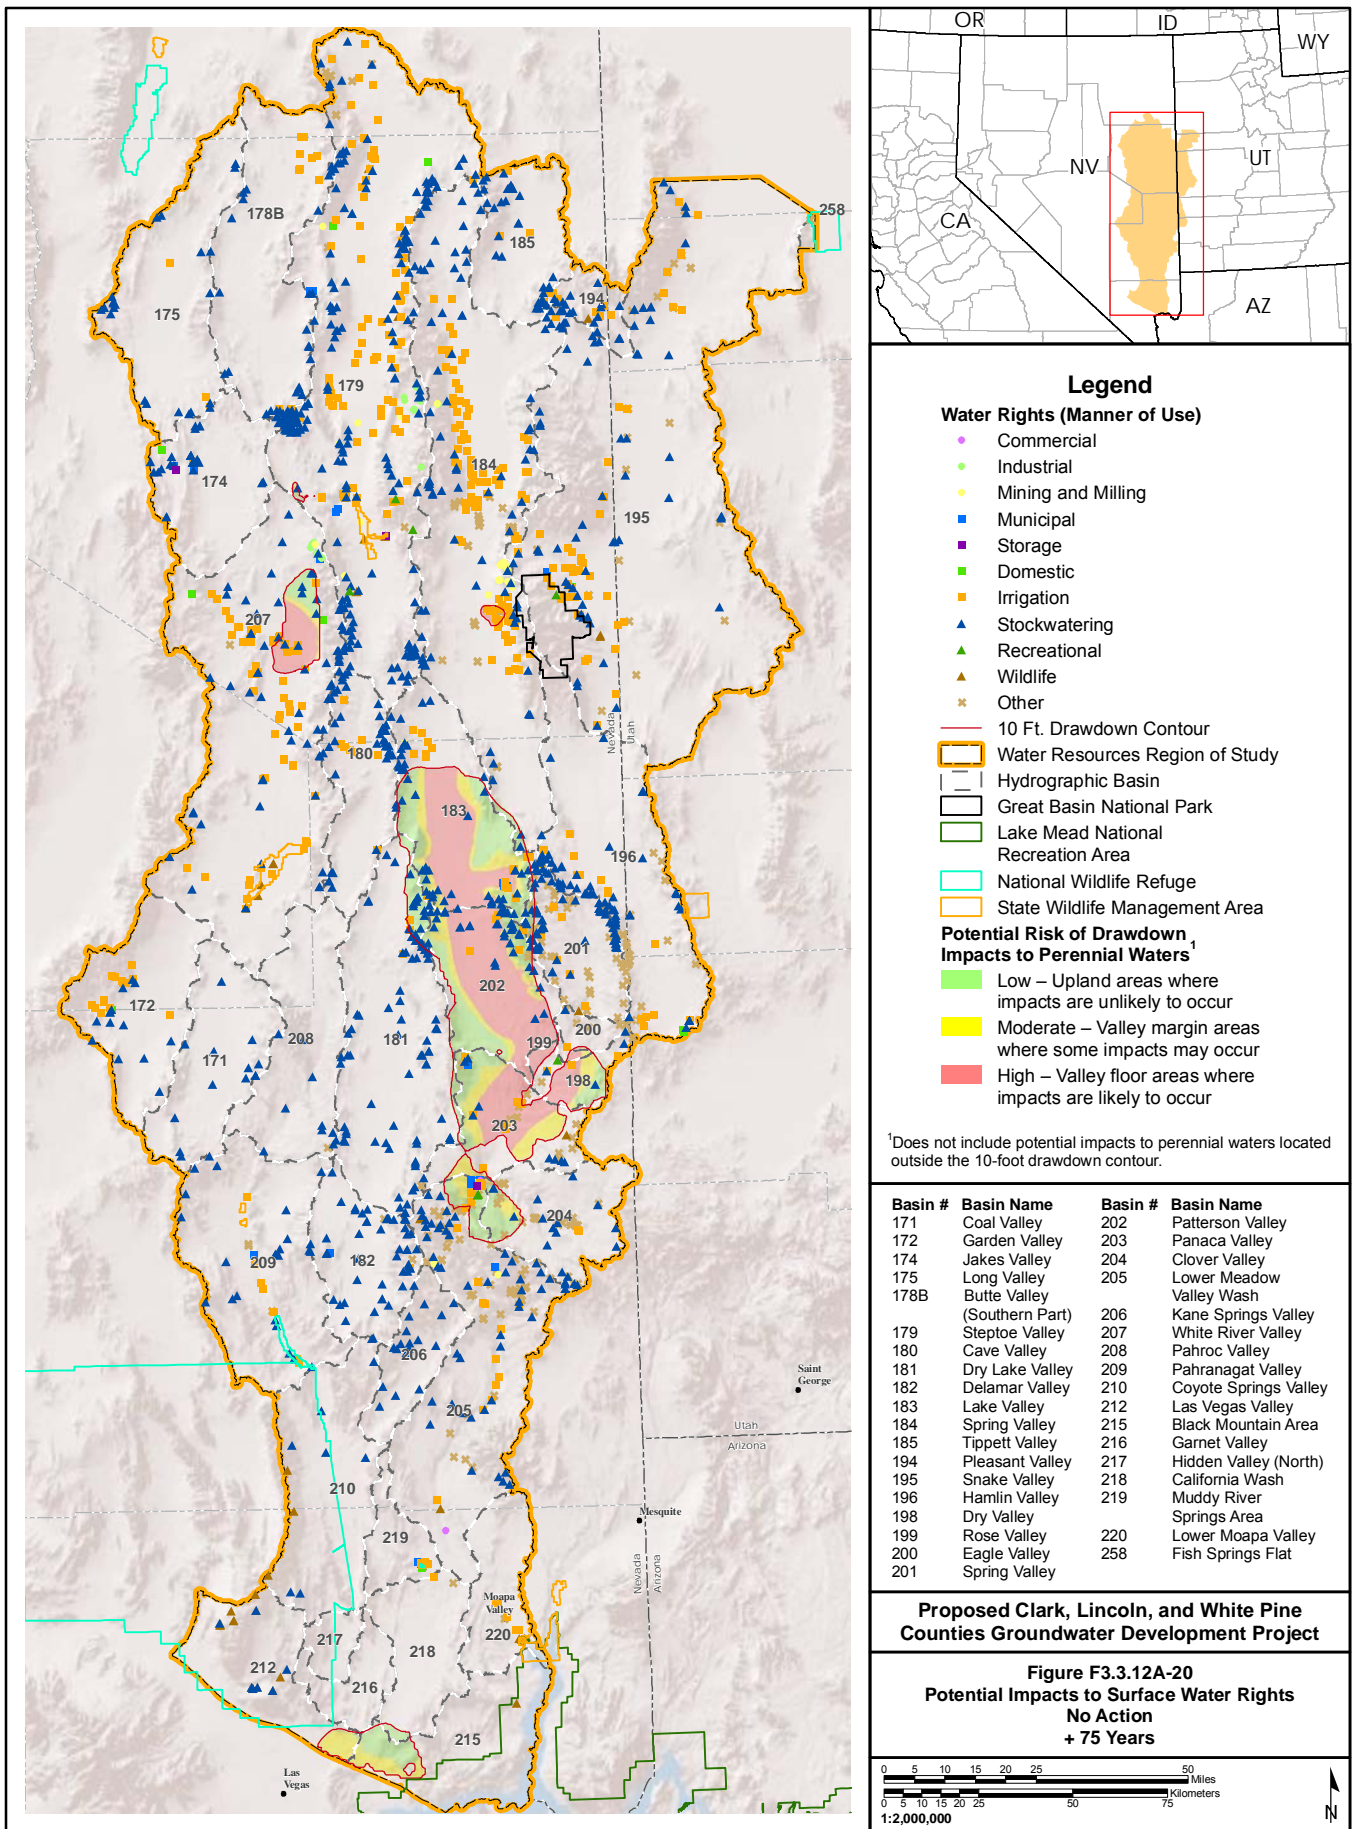 OR
ID
WY
NV
UT
CA
AZ
258
178B
185
194
175
179
184
174
195
207
Nevada
Utah
180
183
196
201
202
172
200
208
181
199
171
198
203
204
209
182
206
Saint
George
205
Utah
Arizona
210
Mesquite
219
Nevada
Arizona
Moapa
Valley
220
217
218
212
216
215
Las
Vegas
Legend
Water Rights (Manner of Use)
Commercial
Industrial
Mining and Milling
Municipal
Storage
Domestic
Irrigation
Stockwatering
Recreational
Wildlife
Other
10 Ft. Drawdown Contour
Water Resources Region of Study
Hydrographic Basin
Great Basin National Park
Lake Mead National
Recreation Area
National Wildlife Refuge
State Wildlife Management Area
Potential Risk of Drawdown
Impacts to Perennial Waters1
Low – Upland areas where
impacts are unlikely to occur
Moderate – Valley margin areas
where some impacts may occur
High – Valley floor areas where
impacts are likely to occur
1Does not include potential impacts to perennial waters located
outside the 10-foot drawdown contour.
Basin # Basin Name Basin # Basin Name
171 Coal Valley 202 Patterson Valley
172 Garden Valley 203 Panaca Valley
174 Jakes Valley 204 Clover Valley
175 Long Valley 205 Lower Meadow
178B Butte Valley Valley Wash
(Southern Part) 206 Kane Springs Valley
179 Steptoe Valley 207 White River Valley
180 Cave Valley 208 Pahroc Valley
181 Dry Lake Valley 209 Pahranagat Valley
182 Delamar Valley 210 Coyote Springs Valley
183 Lake Valley 212 Las Vegas Valley
184 Spring Valley 215 Black Mountain Area
185 Tippett Valley 216 Garnet Valley
194 Pleasant Valley 217 Hidden Valley (North)
195 Snake Valley 218 California Wash
196 Hamlin Valley 219 Muddy River
198 Dry Valley Springs Area
199 Rose Valley 220 Lower Moapa Valley
200 Eagle Valley 258 Fish Springs Flat
201 Spring Valley
Proposed Clark, Lincoln, and White Pine
Counties Groundwater Development Project
Figure F3.3.12A-20
Potential Impacts to Surface Water Rights
No Action
+ 75 Years
0 5 10 15 20 25 50
Miles
Kilometers
0 5 10 15 20 25 50 75
1:2,000,000
N